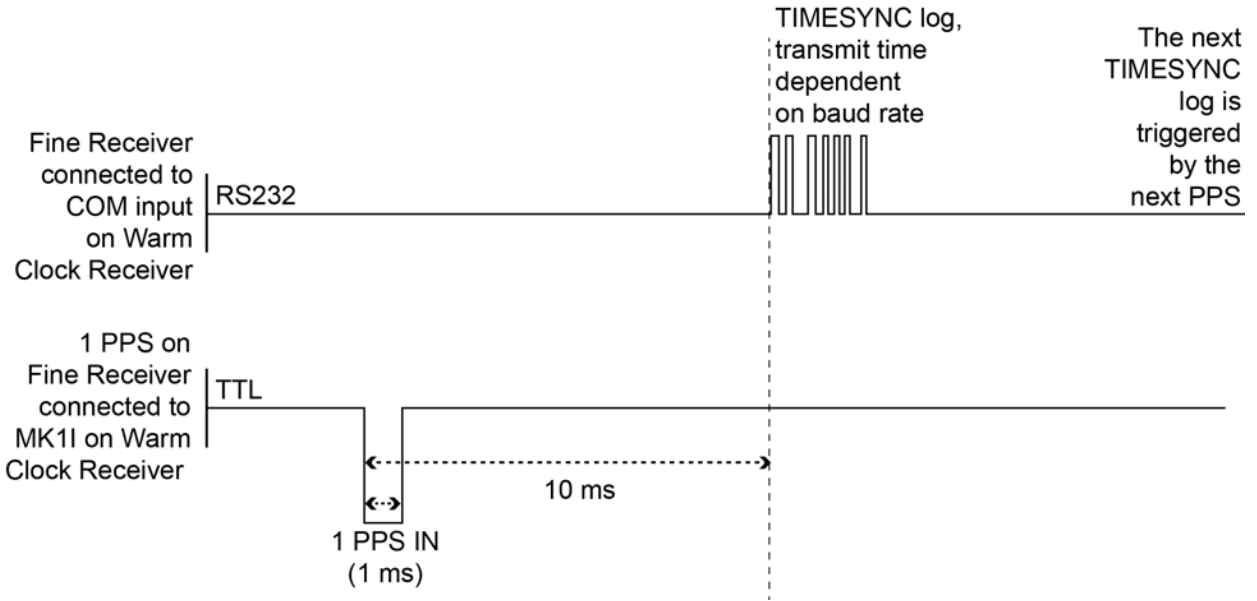 TIMESYNC log,
transmit time
dependent
on baud rate
The next
TIMESYNC
log is
triggered
by the
next PPS
Fine Receiver
connected to
COM input
on Warm
Clock Receiver
RS232
1 PPS on
Fine Receiver
connected to
MK1I on Warm
Clock Receiver
TTL
10 ms
1 PPS IN
(1 ms)